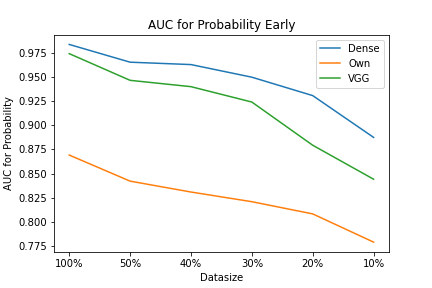 AUC for Probability Early
Dense
Own
VGG
AUC for Probability
0.975
0.950
0.925
0.900
0.875
0.850
0.825
0.800
0.775
100% 50% 40% 30% 20% 10%
Datasize